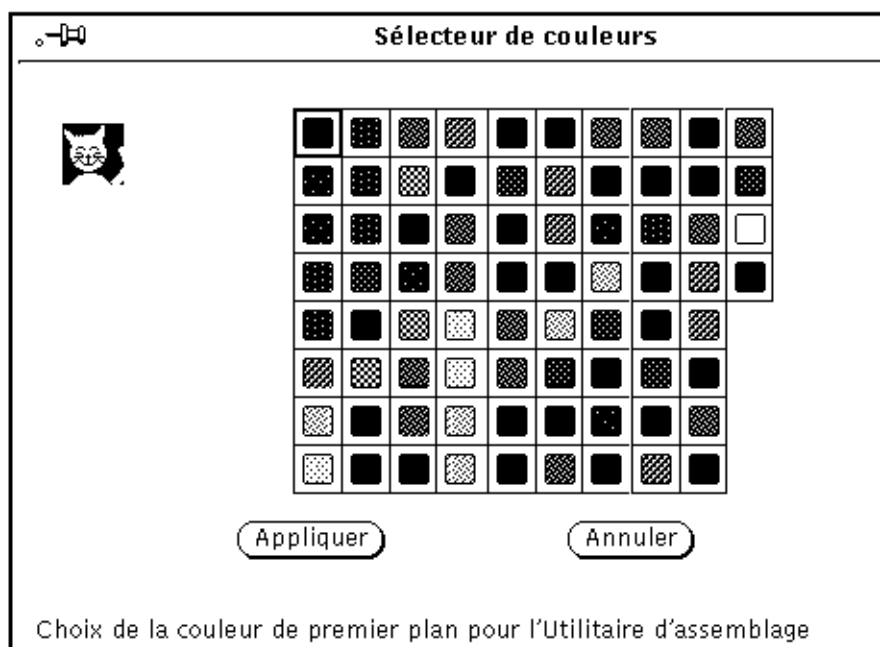 Sélecteur de couleurs
Appliquer
Annuler
Choix de la couleur de premier plan pour l'Utilitaire d'assemblage